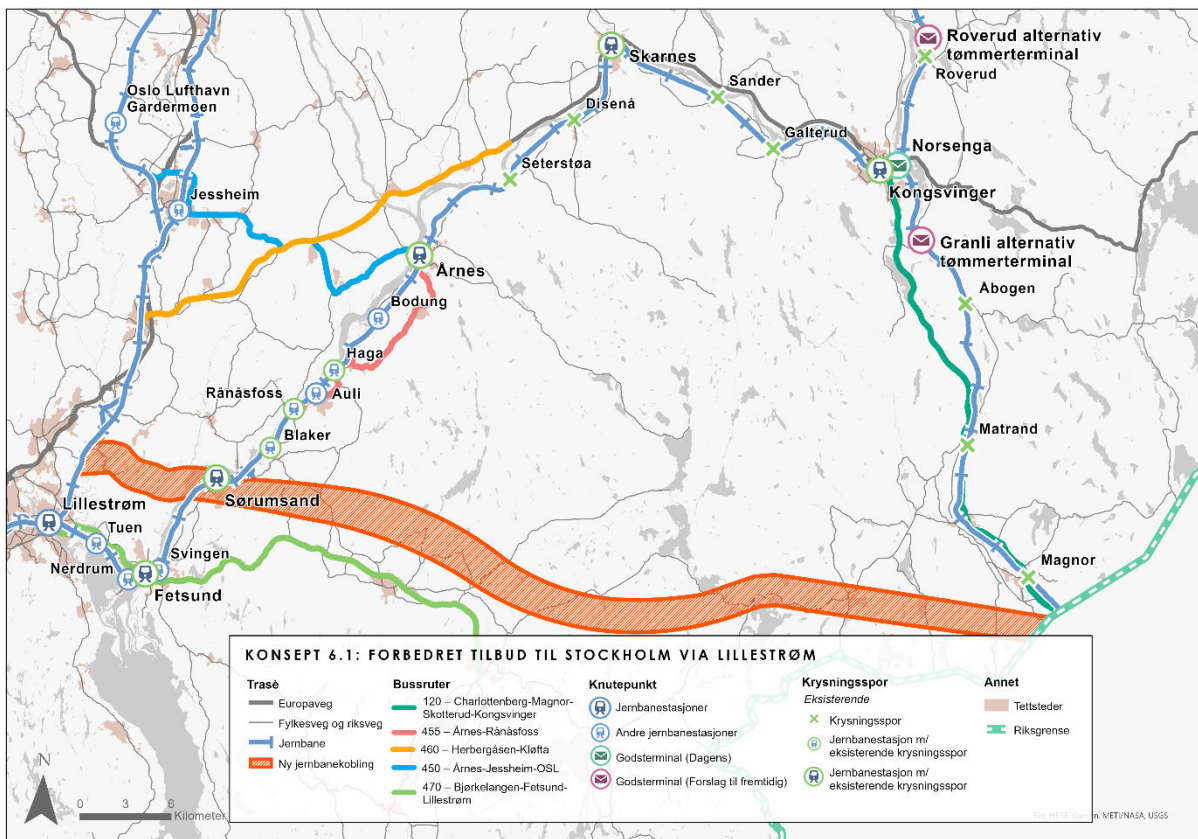 Roverud alternativ
tømmerterminal
Roverud
Skarnes
Sander
Oslo Lufthavn
Gardermoen
Disenå
Galterud
Norsenga
Kongsvinger
Seterstøa
Jessheim
Granli alternativ
tømmerterminal
Årnes
Abogen
Bodung
Haga
Rånåsfoss
Auli
Blaker
Matrand
Sørumsand
Lillestrøm
Tuen
Svingen
Nerdrum
Fetsund
Magnor
KONSEPT 6.1: FORBEDRET TILBUD TIL STOCKHOLM VIA LILLESTRØM
Trasè
Europaveg
Fylkesveg og riksveg
Jernbane
Ny jernbanekobling
Bussruter
120 – Charlottenberg-Magnor-
Skotterud-Kongsvinger
455 – Årnes-Rånåsfoss
460 – Herbergåsen-Kløfta
450 – Årnes-Jessheim-OSL
470 – Bjørkelangen-Fetsund-
Lillestrøm
Knutepunkt
Jernbanestasjoner
Andre jernbanestasjoner
Godsterminal (Dagens)
Godsterminal (Forslag til fremtidig)
Krysningsspor
Eksisterende
Krysningsspor
Jernbanestasjon m/
eksisterende krysningsspor
Jernbanestasjon m/
eksisterende krysningsspor
Annet
Tettsteder
Riksgrense
N
0 3 6
Kilometer
METI/NASA, USGS